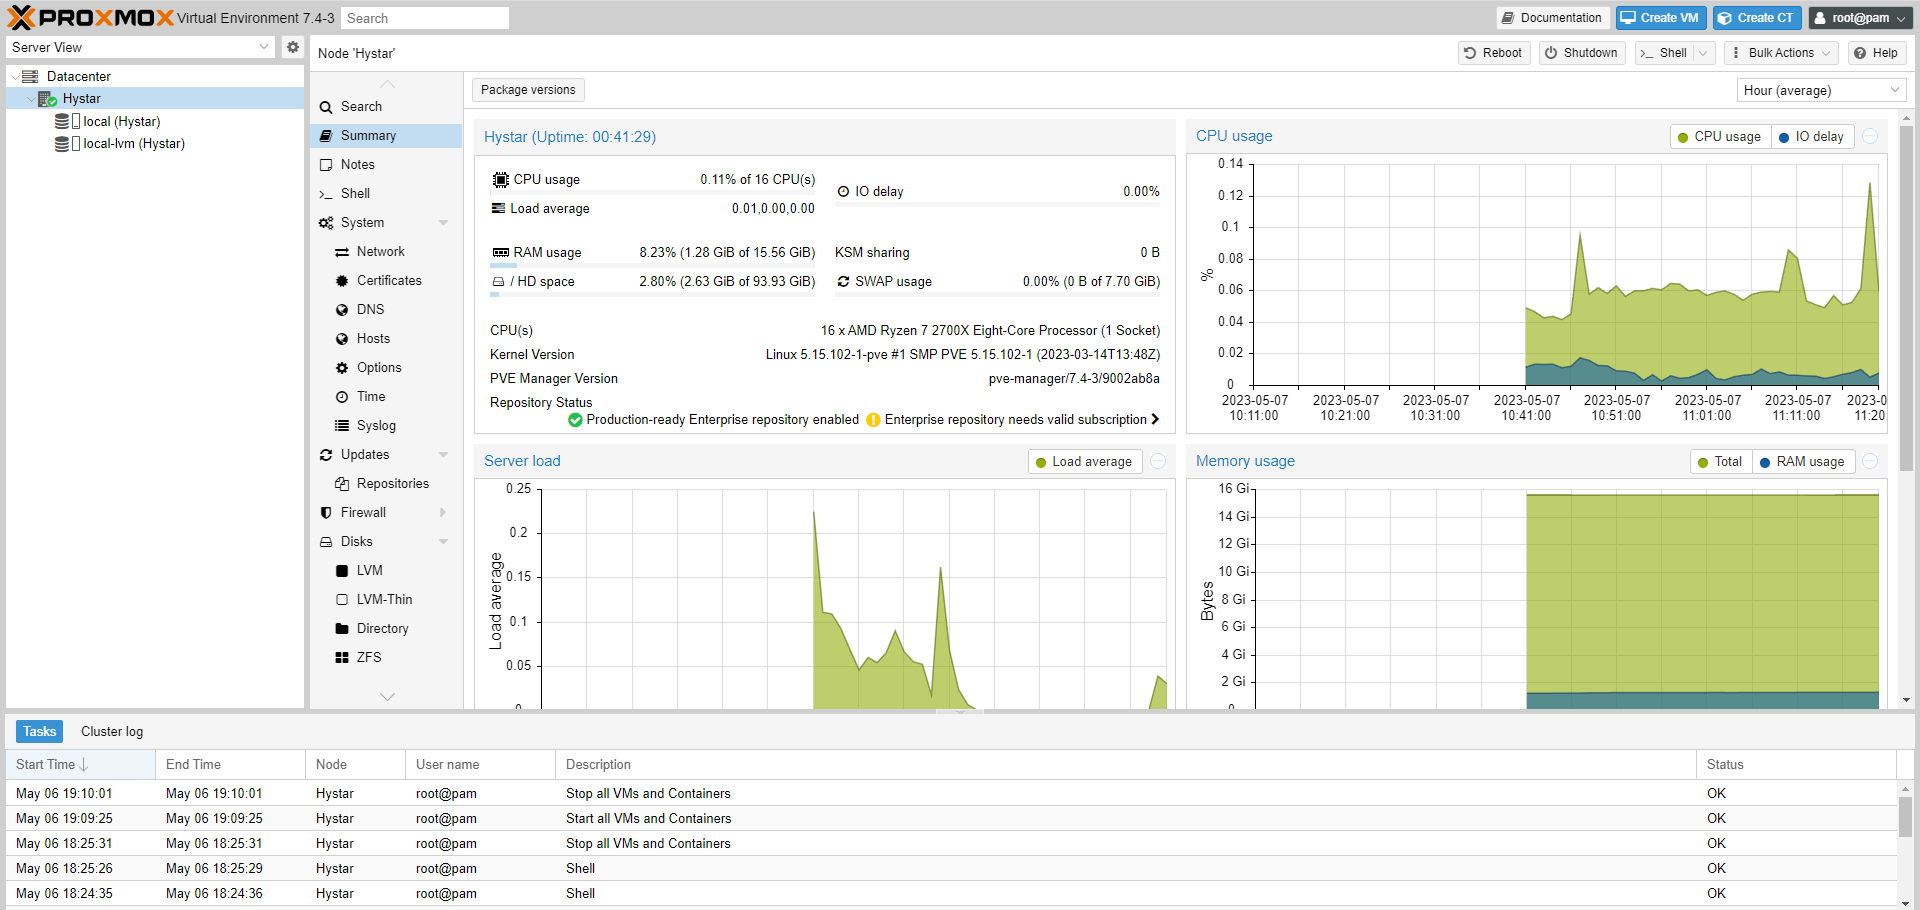 PROXMOX Virtual Environment 7.4-3 Search Documentation Create VM Create CT root@pam
Server View
Datacenter
Hystar
local (Hystar)
local-lvm (Hystar)
Node 'Hystar' Reboot Shutdown Shell Bulk Actions Help
Search
Summary
Notes
Shell
System
Network
Certificates
DNS
Hosts
Options
Time
Syslog
Updates
Repositories
Firewall
Disks
LVM
LVM-Thin
Directory
ZFS
Package versions Hour (average)
Hystar (Uptime: 00:41:29)
CPU usage 0.11% of 16 CPU(s)
IO delay 0.00%
Load average 0.01,0.00,0.00
RAM usage 8.23% (1.28 GiB of 15.56 GiB) KSM sharing 0 B
/ HD space 2.80% (2.63 GiB of 93.93 GiB) SWAP usage 0.00% (0 B of 7.70 GiB)
CPU(s) 16 x AMD Ryzen 7 2700X Eight-Core Processor (1 Socket)
Kernel Version Linux 5.15.102-1-pve #1 SMP PVE 5.15.102-1 (2023-03-14T13:48Z)
PVE Manager Version pve-manager/7.4-3/9002ab8a
Repository Status
Production-ready Enterprise repository enabled Enterprise repository needs valid subscription
CPU usage CPU usage IO delay
0.14
0.12
0.1
0.08
%
0.06
0.04
0.02
0
2023-05-07 2023-05-07 2023-05-07 2023-05-07 2023-05-07 2023-05-07 2023-05-07 2023-0
10:11:00 10:21:00 10:31:00 10:41:00 10:51:00 11:01:00 11:11:00 11:20:
Server load Load average
0.25
0.2
0.15
Load average
0.1
0.05
0
Memory usage Total RAM usage
16 Gi
14 Gi
12 Gi
10 Gi
Bytes
8 Gi
6 Gi
4 Gi
2 Gi
0
Tasks Cluster log
Start Time End Time Node User name Description Status
May 06 19:10:01 May 06 19:10:01 Hystar root@pam Stop all VMs and Containers OK
May 06 19:09:25 May 06 19:09:25 Hystar root@pam Start all VMs and Containers OK
May 06 18:25:31 May 06 18:25:31 Hystar root@pam Stop all VMs and Containers OK
May 06 18:25:26 May 06 18:25:29 Hystar root@pam Shell OK
May 06 18:24:35 May 06 18:24:36 Hystar root@pam Shell OK